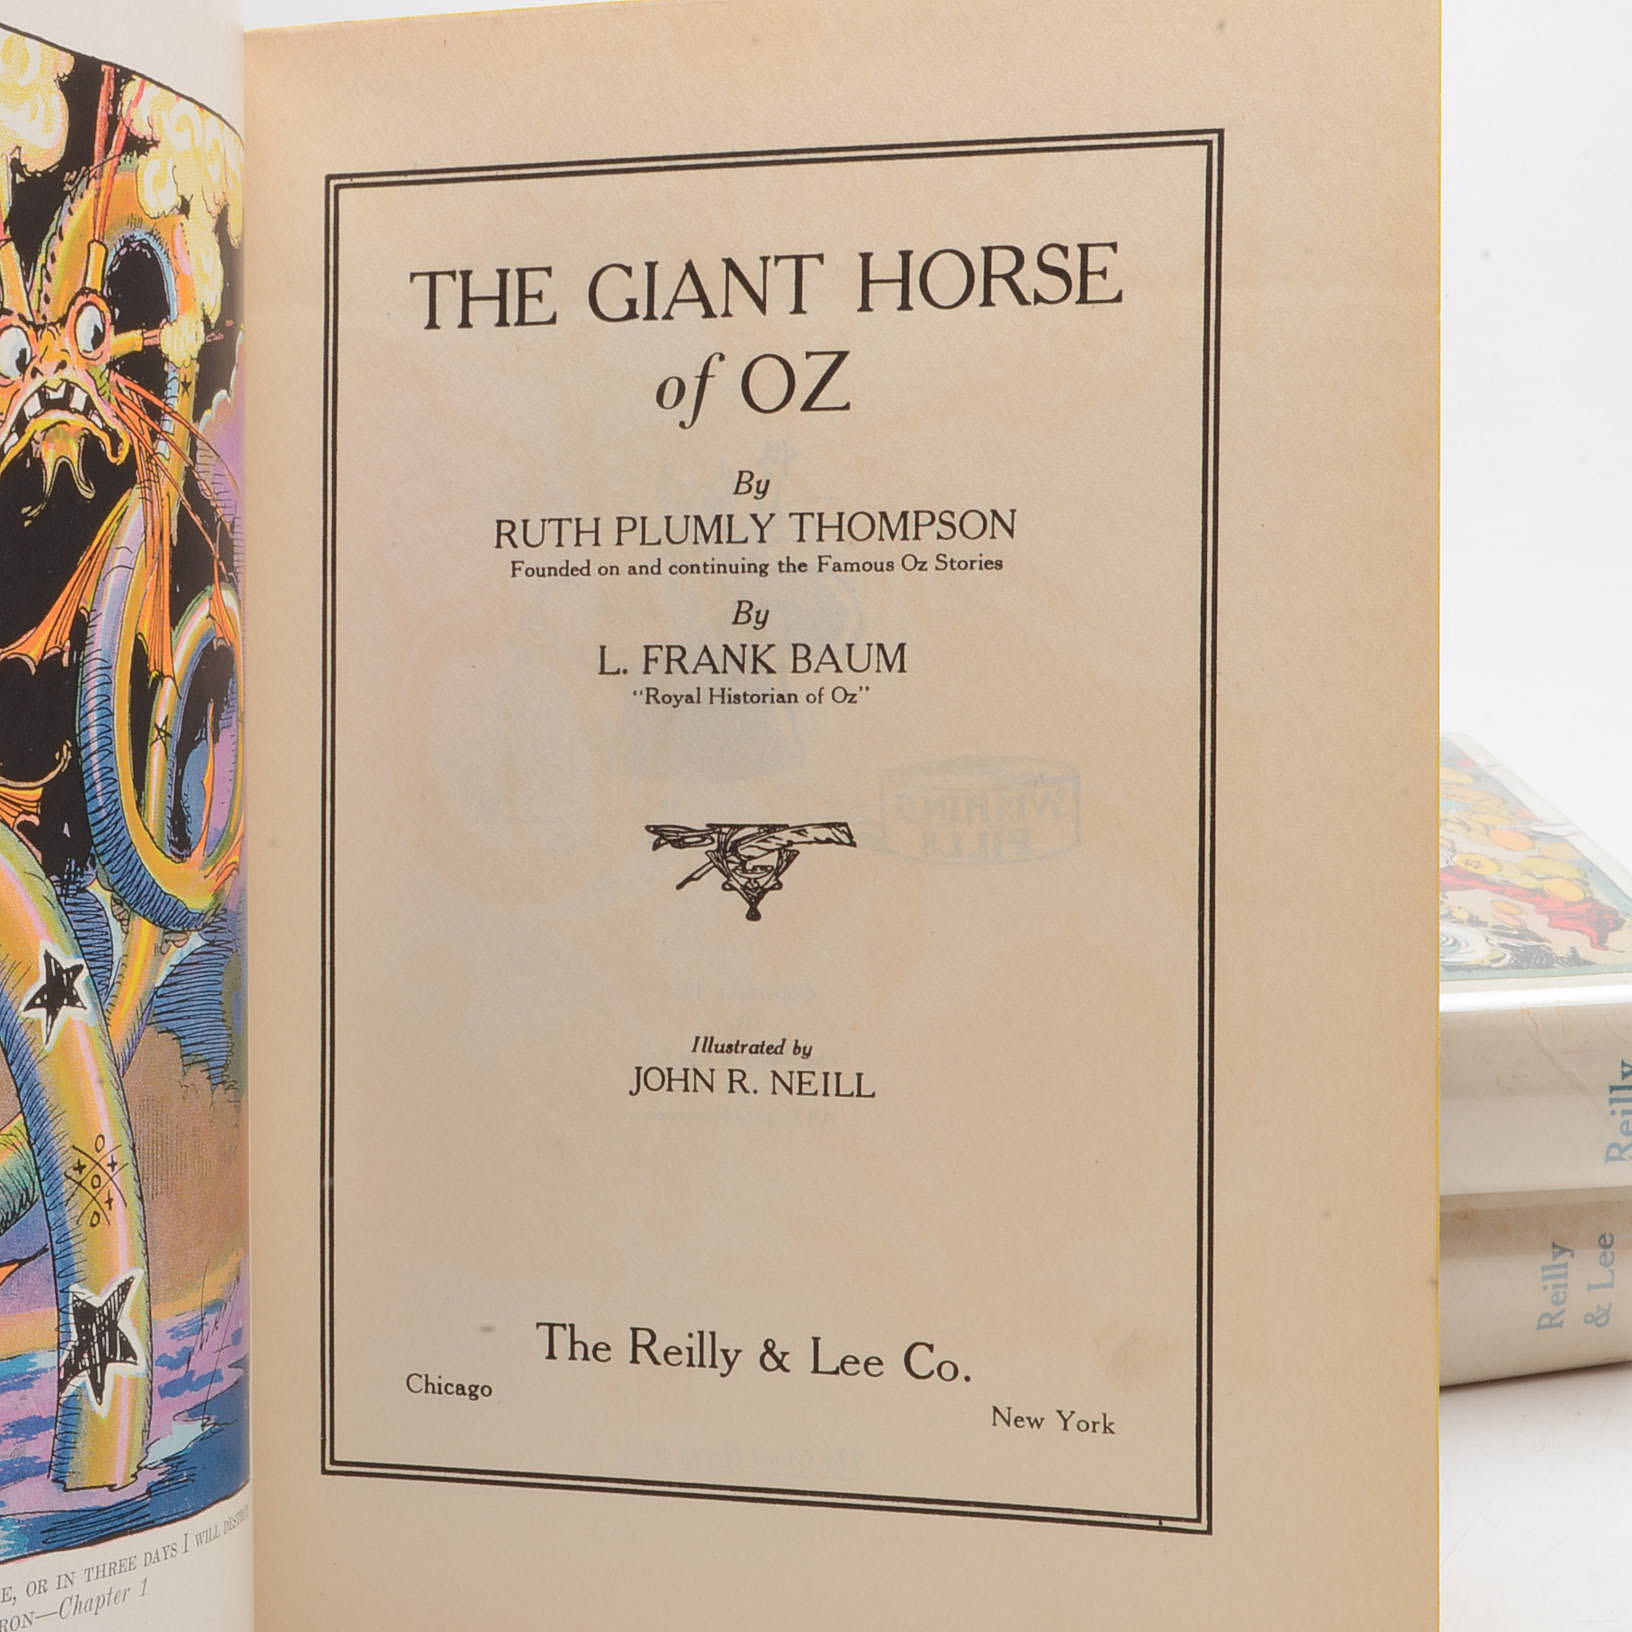 THE GIANT HORSE
of OZ
By
RUTH PLUMLY THOMPSON
Founded on and continuing the Famous Oz Stories
By
L. FRANK BAUM
"Royal Historian of Oz"
WISHING
PILLS
Illustrated by
JOHN R. NEILL
The Reilly & Lee Co.
Chicago
New York
E, OR IN THREE DAYS I WILL
RON—Chapter 1
Reilly
Reilly
& Lee